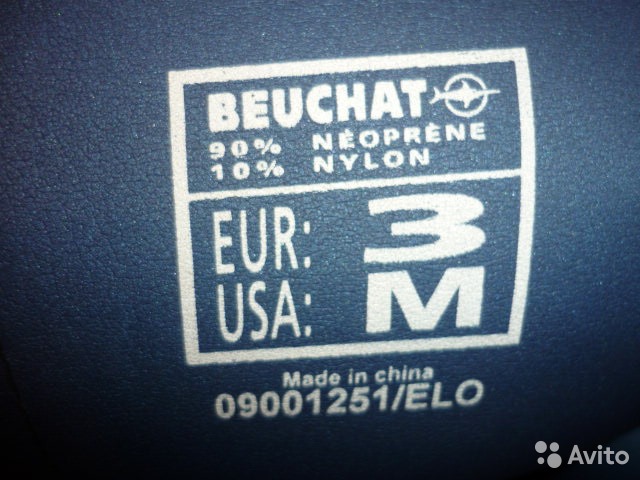 BEUCHAT
90% NÉOPRÈNE
10% NYLON
EUR: 3
USA: M
Made in china
09001251/ELO
Avito